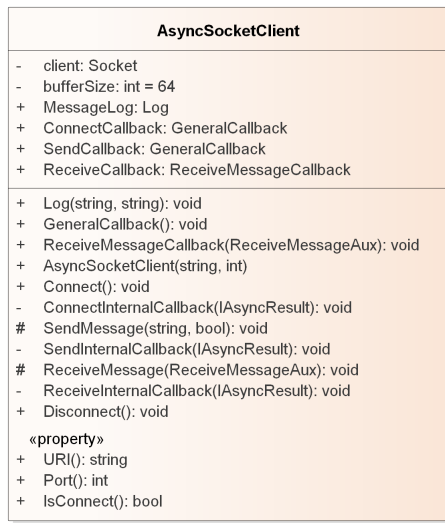 AsyncSocketClient
- client: Socket
- bufferSize: int = 64
+ MessageLog: Log
+ ConnectCallback: GeneralCallback
+ SendCallback: GeneralCallback
+ ReceiveCallback: ReceiveMessageCallback
+ Log(string, string): void
+ GeneralCallback(): void
+ ReceiveMessageCallback(ReceiveMessageAux): void
+ AsyncSocketClient(string, int)
+ Connect(): void
- ConnectInternalCallback(IAsyncResult): void
# SendMessage(string, bool): void
- SendInternalCallback(IAsyncResult): void
# ReceiveMessage(ReceiveMessageAux): void
- ReceiveInternalCallback(IAsyncResult): void
+ Disconnect(): void
«property»
+ URI(): string
+ Port(): int
+ IsConnect(): bool